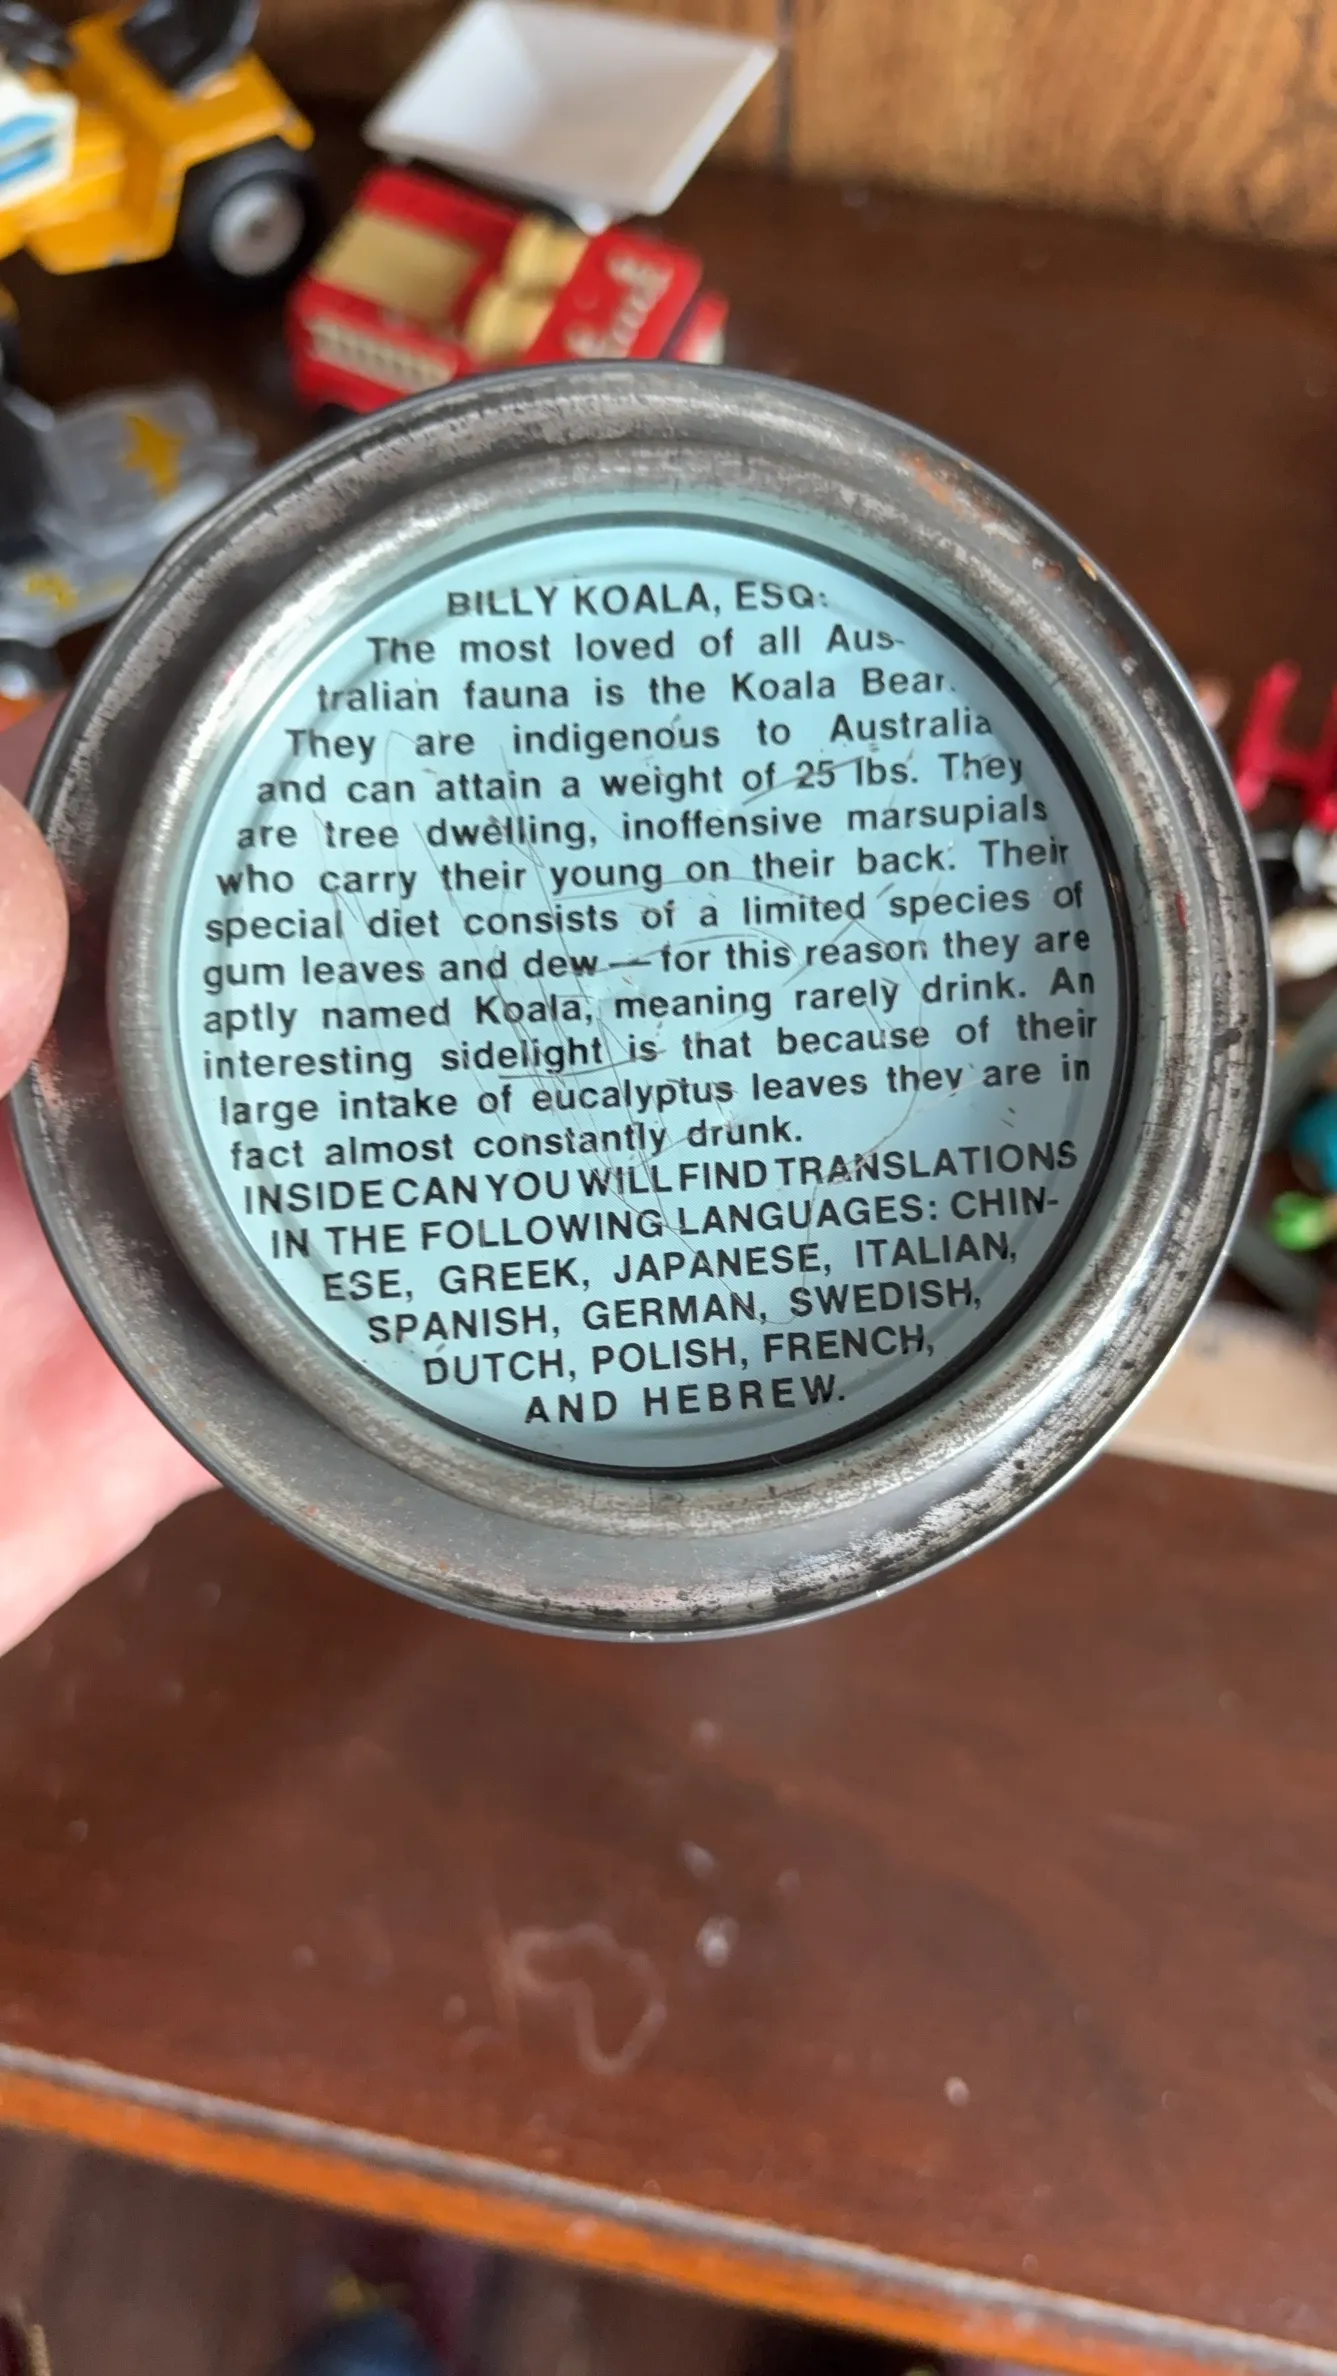 BILLY KOALA, ESQ:
The most loved of all Aus-
tralian fauna is the Koala Bear.
They are indigenous to Australia
and can attain a weight of 25 lbs. They
are tree dwelling, inoffensive marsupials
who carry their young on their back. Their
special diet consists of a limited species of
gum leaves and dew — for this reason they are
aptly named Koala, meaning rarely drink. An
interesting sidelight is that because of their
large intake of eucalyptus leaves they are in
fact almost constantly drunk.
INSIDE CAN YOU WILL FIND TRANSLATIONS
IN THE FOLLOWING LANGUAGES: CHIN-
ESE, GREEK, JAPANESE, ITALIAN,
SPANISH, GERMAN, SWEDISH,
DUTCH, POLISH, FRENCH,
AND HEBREW.